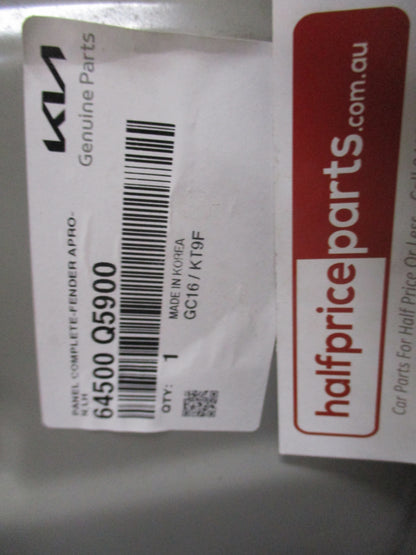 KIA
Genuine Parts
PANEL COMPLETE-FENDER APRO-
N LH
64500 Q5900
QTY: 1
MADE IN KOREA
GC16 / KT9F
halfpriceparts.com.au
Car Parts For Half Price Or Less.